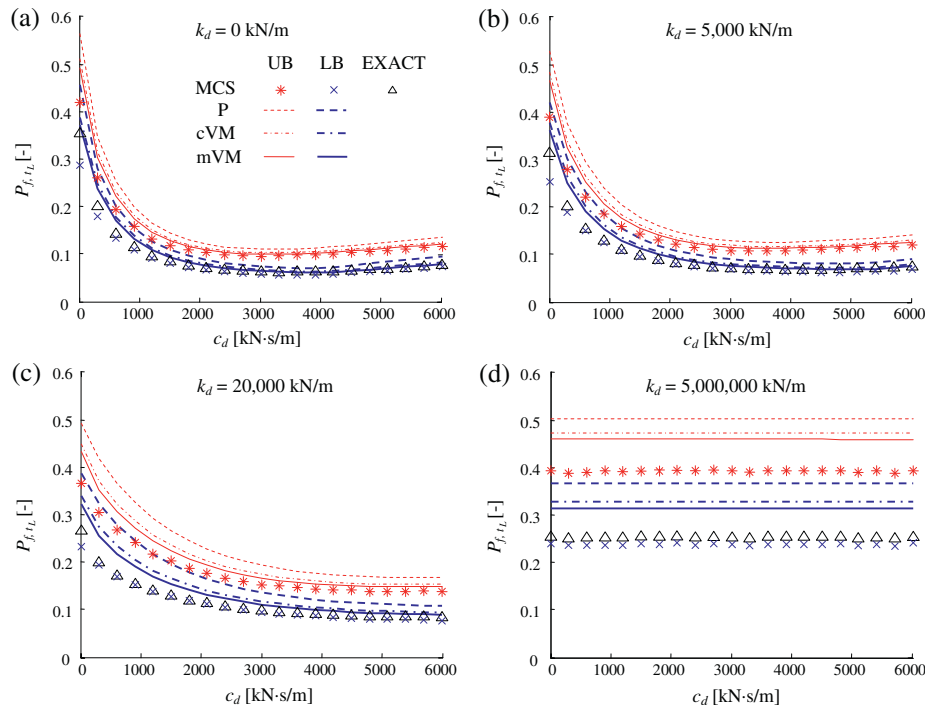 (a)
k_d = 0 kN/m
UB LB EXACT
MCS
P
cVM
mVM
P_{f, t_L} [-]
0.6
0.5
0.4
0.3
0.2
0.1
0
0 1000 2000 3000 4000 5000 6000
c_d [kN·s/m]
(b)
k_d = 5,000 kN/m
P_{f, t_L} [-]
0.6
0.5
0.4
0.3
0.2
0.1
0
0 1000 2000 3000 4000 5000 6000
c_d [kN·s/m]
(c)
k_d = 20,000 kN/m
P_{f, t_L} [-]
0.6
0.5
0.4
0.3
0.2
0.1
0
0 1000 2000 3000 4000 5000 6000
c_d [kN·s/m]
(d)
k_d = 5,000,000 kN/m
P_{f, t_L} [-]
0.6
0.5
0.4
0.3
0.2
0.1
0
0 1000 2000 3000 4000 5000 6000
c_d [kN·s/m]